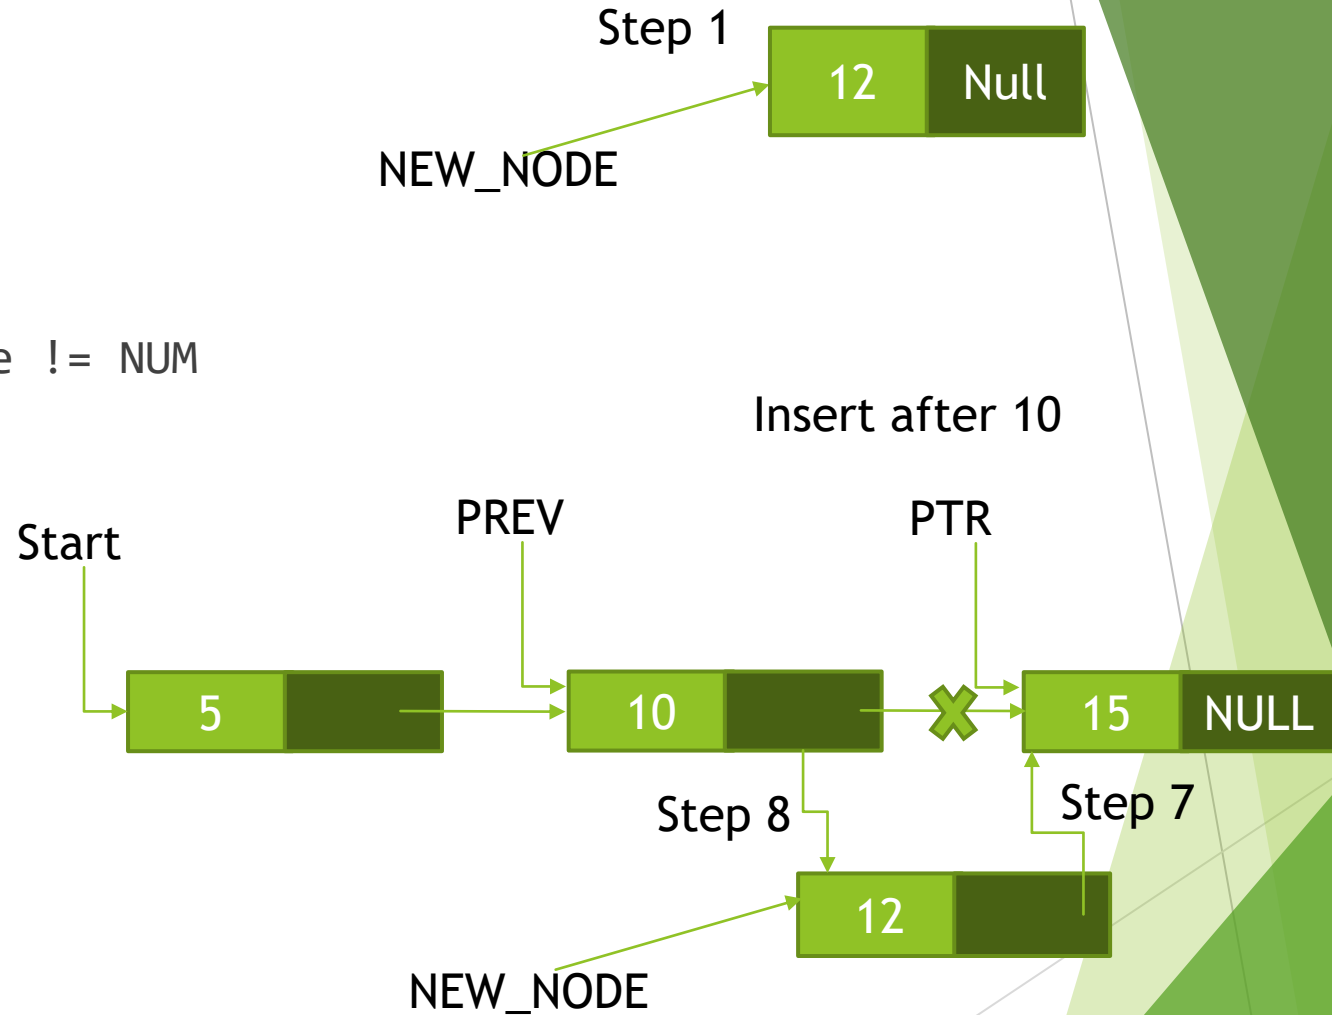 Step 1
12 Null
NEW_NODE
e != NUM
Insert after 10
PREV
PTR
Start
5
10
15 NULL
Step 8
Step 7
12
NEW_NODE